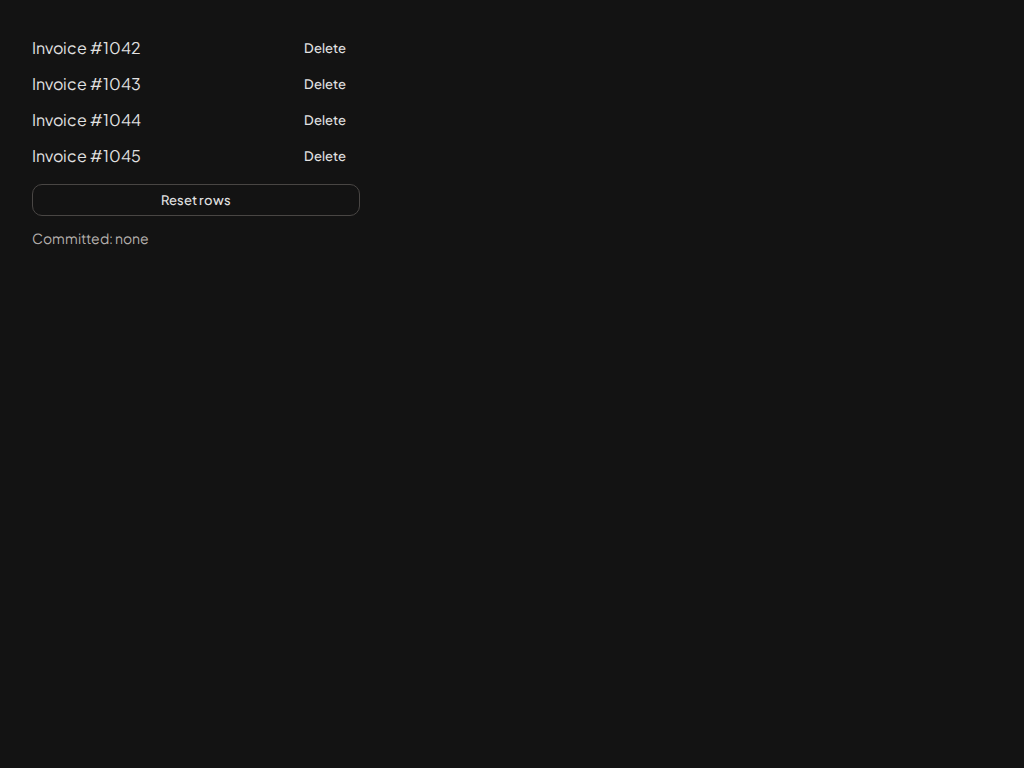 Invoice #1042 Delete
Invoice #1043 Delete
Invoice #1044 Delete
Invoice #1045 Delete
Reset rows
Committed: none